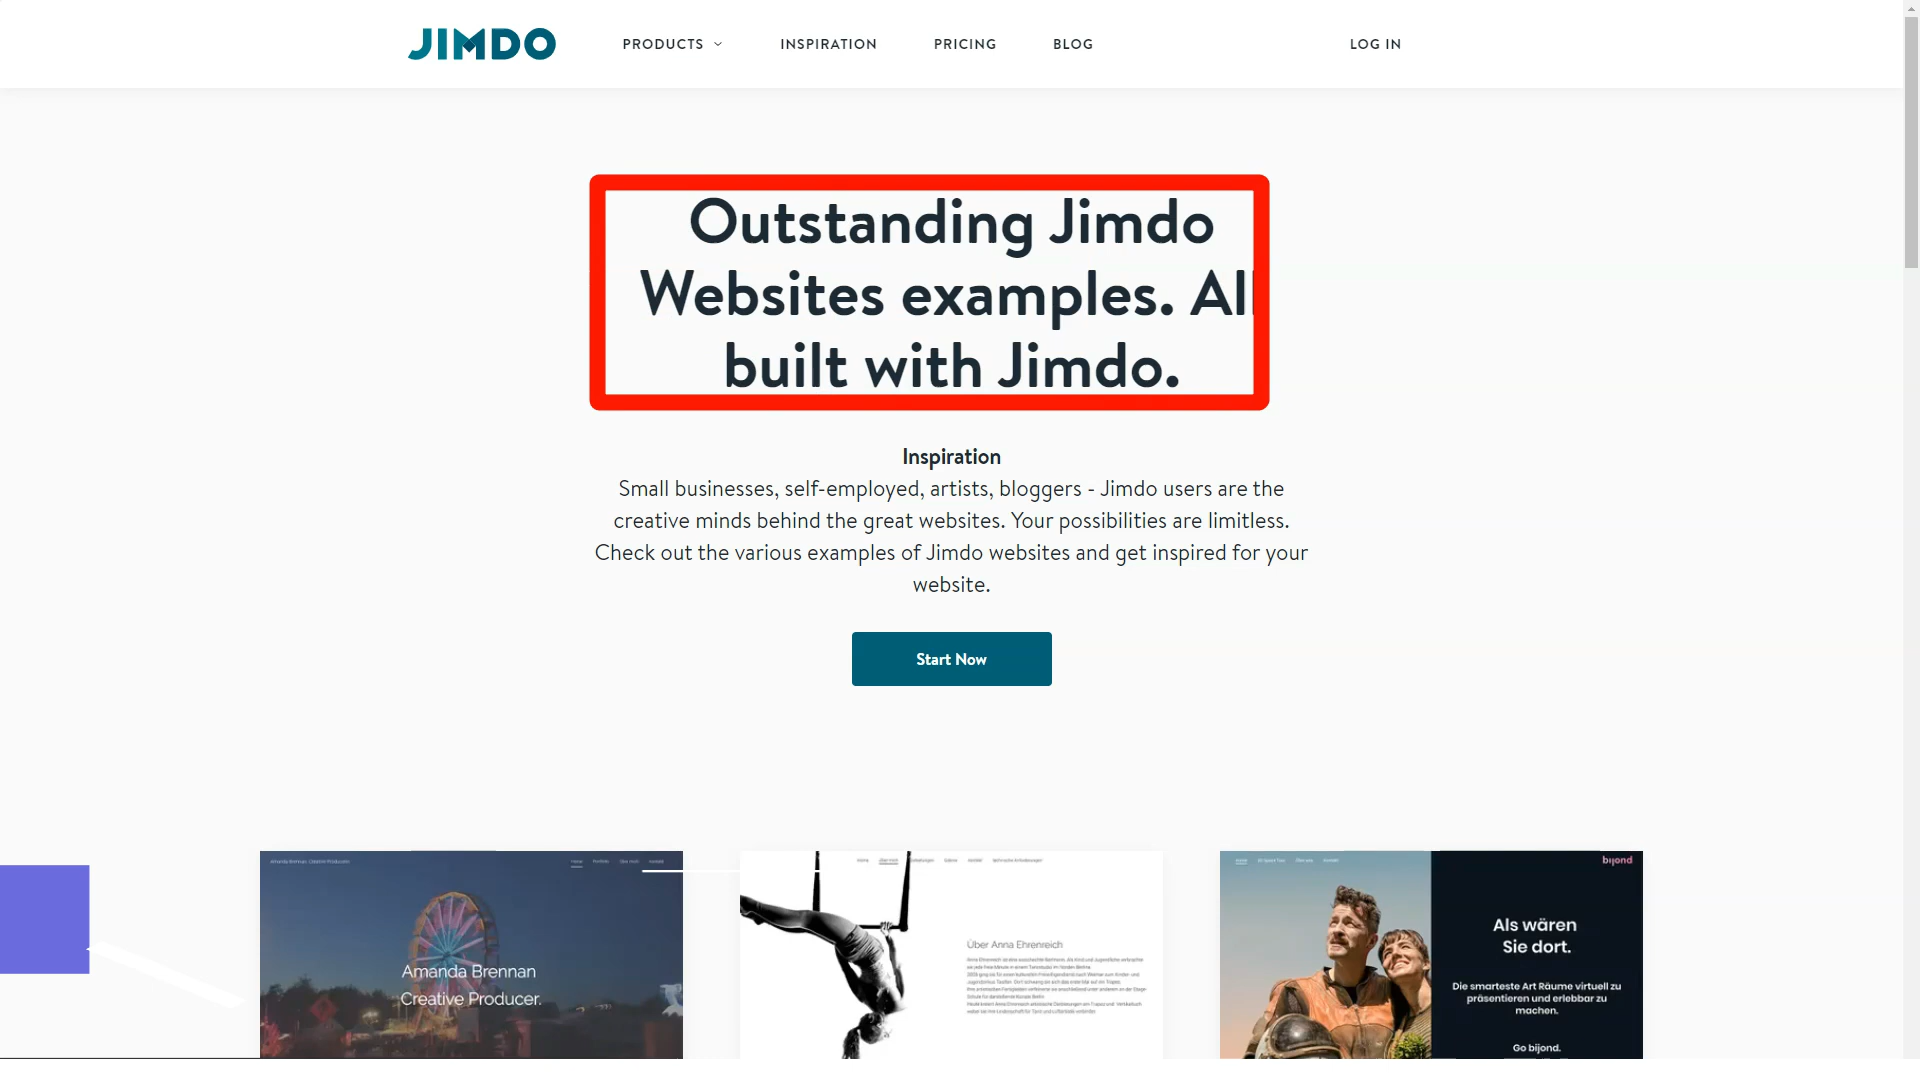 JIMDO
PRODUCTS
INSPIRATION
PRICING
BLOG
LOG IN
Outstanding Jimdo
Websites examples. All
built with Jimdo.
Inspiration
Small businesses, self-employed, artists, bloggers - Jimdo users are the
creative minds behind the great websites. Your possibilities are limitless.
Check out the various examples of Jimdo websites and get inspired for your
website.
Start Now
Amanda Brennan
Creative Producer.
Über Anna Ehrenreich
bijond
Als wären
Sie dort.
Die smarteste Art Räume virtuell zu
präsentieren und erlebbar zu
machen.
Go bijond.